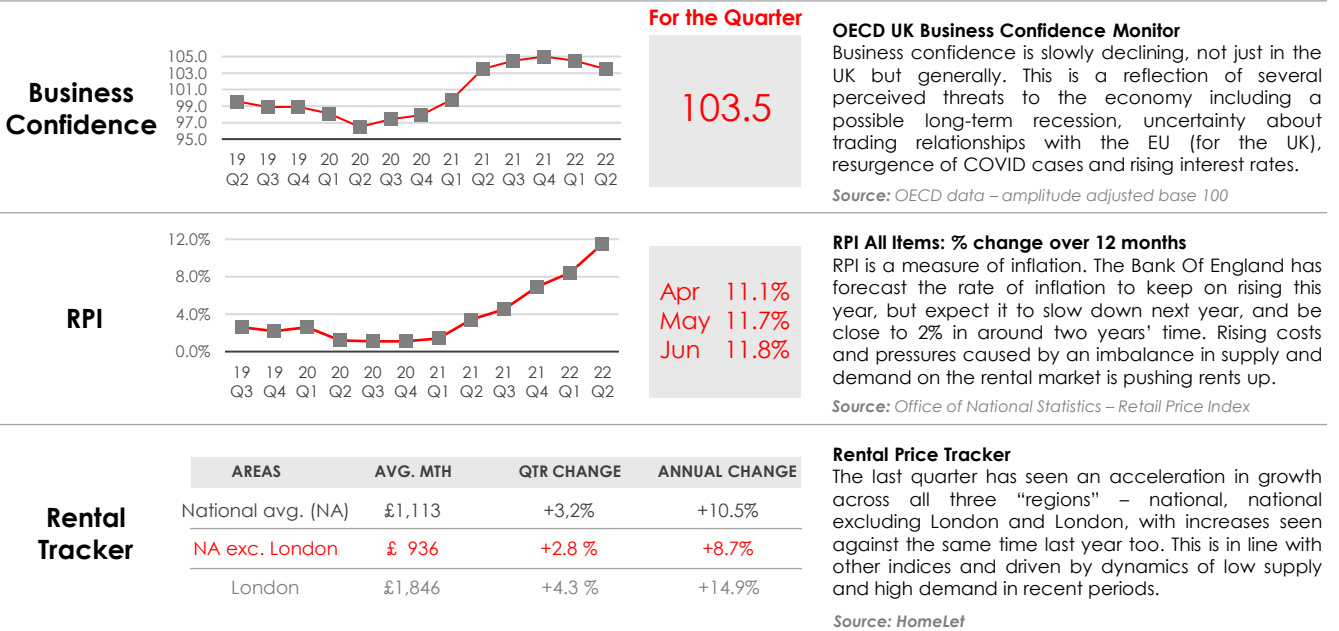 For the Quarter
Business
Confidence
105.0
103.0
101.0
99.0
97.0
95.0
19 19 19 20 20 20 20 21 21 21 21 22 22
Q2 Q3 Q4 Q1 Q2 Q3 Q4 Q1 Q2 Q3 Q4 Q1 Q2
103.5
OECD UK Business Confidence Monitor
Business confidence is slowly declining, not just in the
UK but generally. This is a reflection of several
perceived threats to the economy including a
possible long-term recession, uncertainty about
trading relationships with the EU (for the UK),
resurgence of COVID cases and rising interest rates.
Source: OECD data – amplitude adjusted base 100
RPI
12.0%
8.0%
4.0%
0.0%
19 19 20 20 20 20 21 21 21 21 22 22
Q3 Q4 Q1 Q2 Q3 Q4 Q1 Q2 Q3 Q4 Q1 Q2
Apr 11.1%
May 11.7%
Jun 11.8%
RPI All Items: % change over 12 months
RPI is a measure of inflation. The Bank Of England has
forecast the rate of inflation to keep on rising this
year, but expect it to slow down next year, and be
close to 2% in around two years' time. Rising costs
and pressures caused by an imbalance in supply and
demand on the rental market is pushing rents up.
Source: Office of National Statistics – Retail Price Index
Rental
Tracker
AREAS AVG. MTH QTR CHANGE ANNUAL CHANGE
National avg. (NA) £1,113 +3,2% +10.5%
NA exc. London £ 936 +2.8 % +8.7%
London £1,846 +4.3 % +14.9%
Rental Price Tracker
The last quarter has seen an acceleration in growth
across all three “regions” – national, national
excluding London and London, with increases seen
against the same time last year too. This is in line with
other indices and driven by dynamics of low supply
and high demand in recent periods.
Source: HomeLet